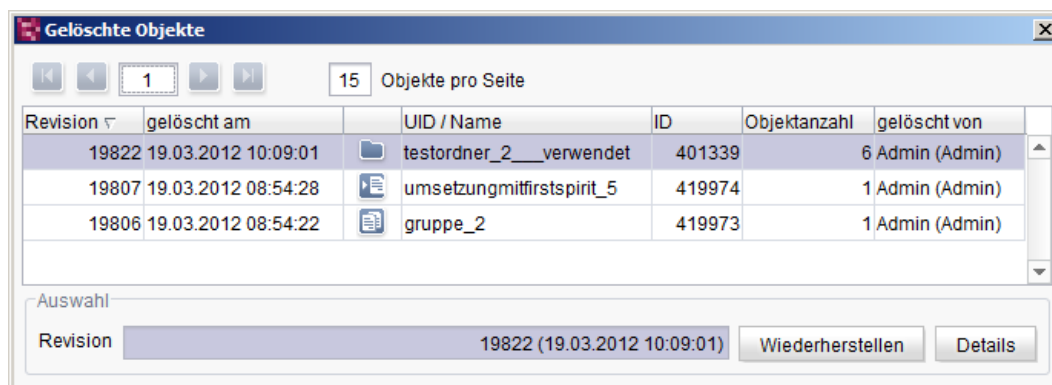 Gelöschte Objekte
1 15 Objekte pro Seite
Revision gelöscht am UID / Name ID Objektanzahl gelöscht von
19822 19.03.2012 10:09:01 testordner_2___verwendet 401339 6 Admin (Admin)
19807 19.03.2012 08:54:28 umsetzungmitfirstspirit_5 419974 1 Admin (Admin)
19806 19.03.2012 08:54:22 gruppe_2 419973 1 Admin (Admin)
Auswahl
Revision 19822 (19.03.2012 10:09:01) Wiederherstellen Details